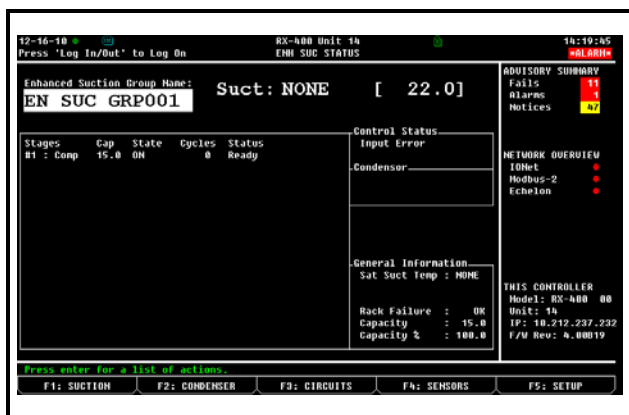 12-16-10
RX-400 Unit 14
14:19:45
Press 'Log In/Out' to Log On
ENH SUC STATUS
*ALARM*
Enhanced Suction Group Name:
EN SUC GRP001
Suct: NONE [ 22.0]
ADVISORY SUMMARY
Fails 11
Alarms 1
Notices 47
Stages Cap State Cycles Status
#1 : Comp 15.0 ON 0 Ready
Control Status
Input Error
Condensor
NETWORK OVERVIEW
IONet
Modbus-2
Echelon
General Information
Sat Suct Temp : NONE
Rack Failure : OK
Capacity : 15.0
Capacity % : 100.0
THIS CONTROLLER
Model: RX-400 00
Unit: 14
IP: 10.212.237.232
F/W Rev: 4.00B19
Press enter for a list of actions.
F1: SUCTION
F2: CONDENSER
F3: CIRCUITS
F4: SENSORS
F5: SETUP